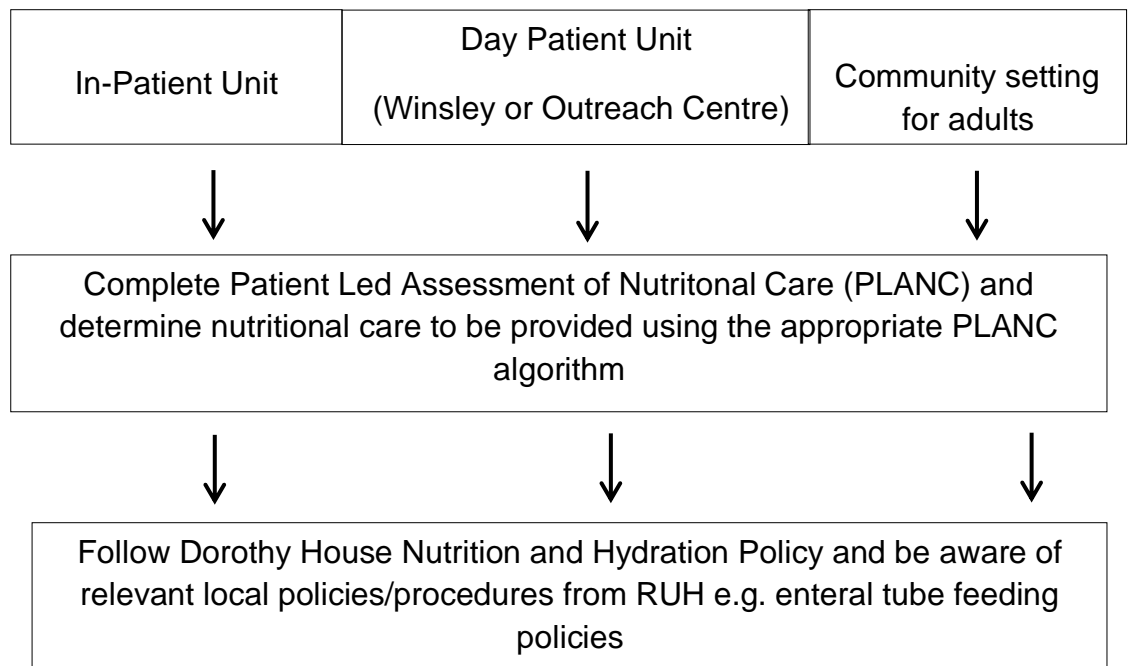 In-Patient Unit
Day Patient Unit
(Winsley or Outreach Centre)
Community setting
for adults
Complete Patient Led Assessment of Nutritonal Care (PLANC) and
determine nutritional care to be provided using the appropriate PLANC
algorithm
Follow Dorothy House Nutrition and Hydration Policy and be aware of
relevant local policies/procedures from RUH e.g. enteral tube feeding
policies